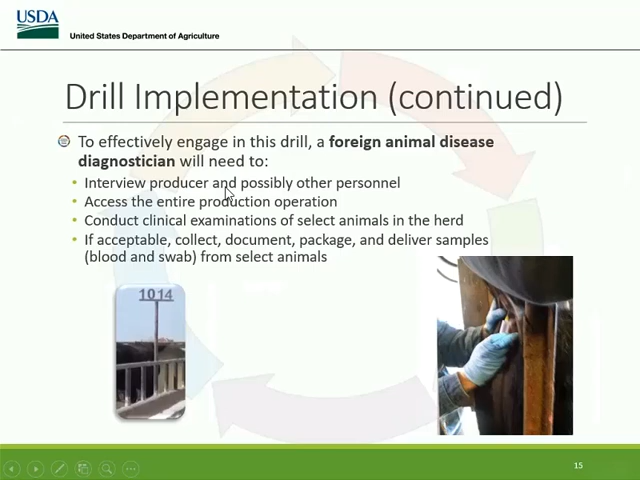 USDA
United States Department of Agriculture
Drill Implementation (continued)
To effectively engage in this drill, a foreign animal disease
diagnostician will need to:
• Interview producer and possibly other personnel
• Access the entire production operation
• Conduct clinical examinations of select animals in the herd
• If acceptable, collect, document, package, and deliver samples
(blood and swab) from select animals
1014
15